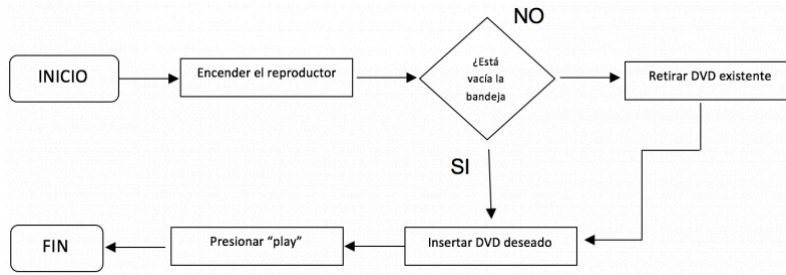 NO
INICIO
Encender el reproductor
¿Está
vacía la
bandeja
Retirar DVD existente
SI
FIN
Presionar “play”
Insertar DVD deseado